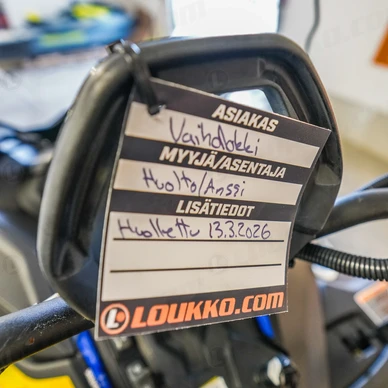 ASIAKAS
Vaihdokki
MYYJÄ/ASENTAJA
Huolto/Anssi
LISÄTIEDOT
Huollettu 13.3.2026
LOUKKO.COM